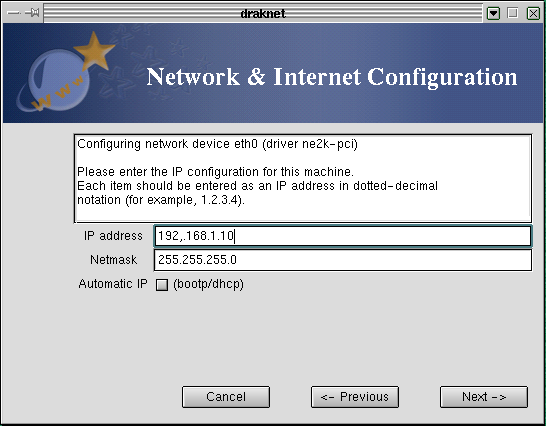 draknet
www
Network & Internet Configuration
Configuring network device eth0 (driver ne2k-pci)
Please enter the IP configuration for this machine.
Each item should be entered as an IP address in dotted-decimal
notation (for example, 1.2.3.4).
IP address 192,.168.1.10
Netmask 255.255.255.0
Automatic IP (bootp/dhcp)
Cancel <- Previous Next ->